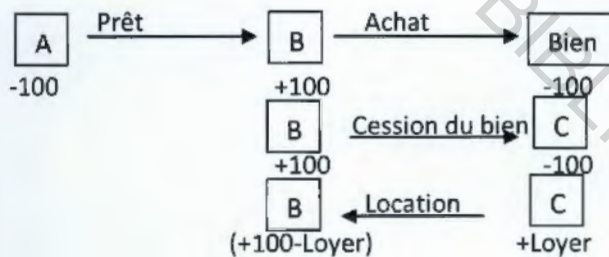 Prêt Achat
A B Bien
-100 +100 -100
Cession du bien
B C
+100 -100
Location
B C
(+100-Loyer) +Loyer